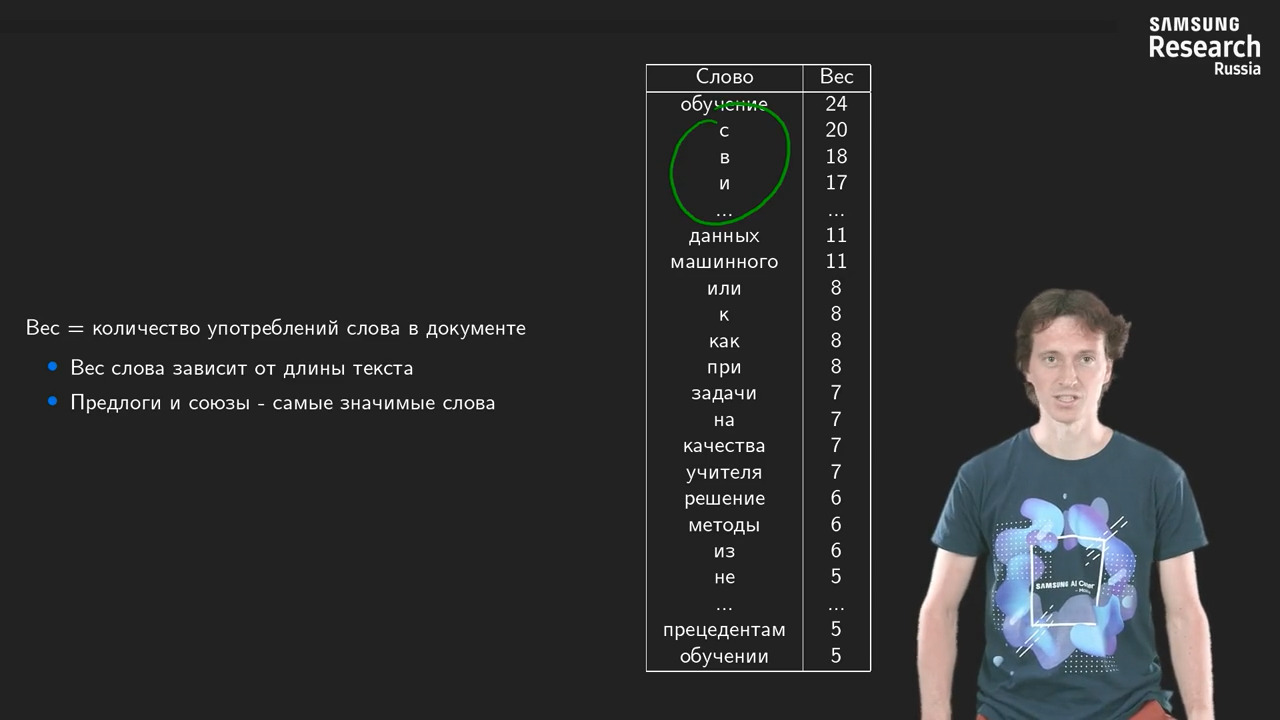 SAMSUNG
Research
Russia
Вес = количество употреблений слова в документе
Вес слова зависит от длины текста
Предлоги и союзы - самые значимые слова
Слово Вес
обучение 24
с 20
в 18
и 17
... ...
данных 11
машинного 11
или 8
к 8
как 8
при 8
задачи 7
на 7
качества 7
учителя 7
решение 6
методы 6
из 6
не 5
... ...
прецедентам 5
обучении 5
SAMSUNG AI